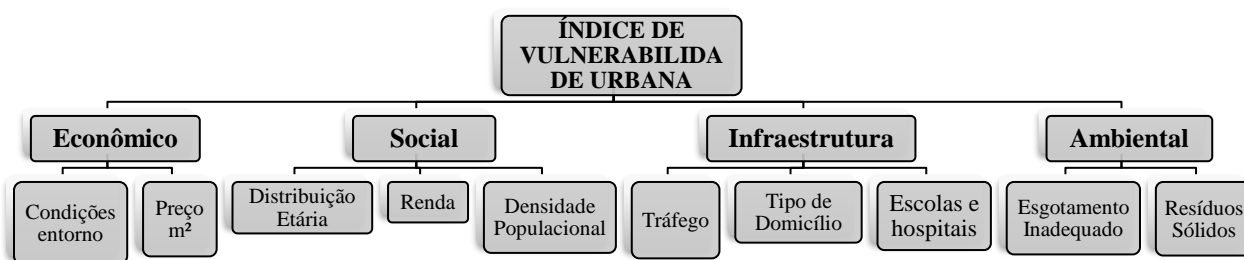 ÍNDICE DE
VULNERABILIDA
DE URBANA
Econômico
Social
Infraestrutura
Ambiental
Condições
entorno
Preço
m²
Distribuição
Etária
Renda
Densidade
Populacional
Tráfego
Tipo de
Domicílio
Escolas e
hospitais
Esgotamento
Inadequado
Resíduos
Sólidos